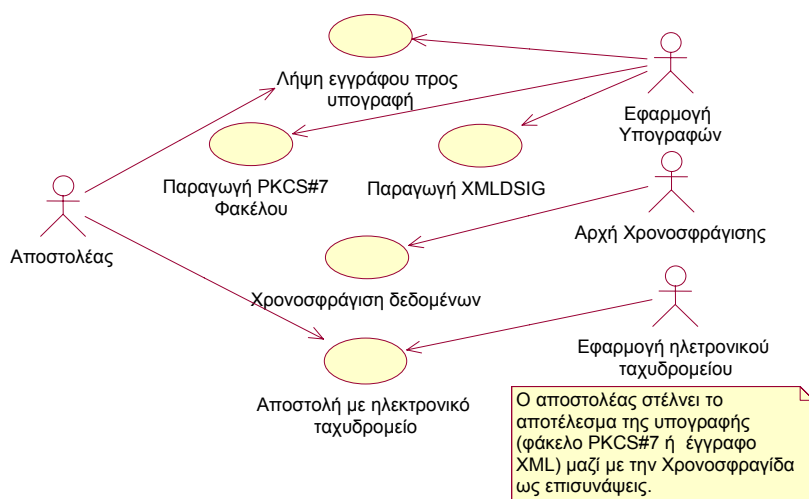 Λήψη εγγράφου προς
υπογραφή
Εφαρμογή
Υπογραφών
Παραγωγή PKCS#7
Φακέλου
Παραγωγή XMLDSIG
Αποστολέας
Αρχή Χρονοσφράγισης
Χρονοσφράγιση δεδομένων
Εφαρμογή ηλετρονικού
ταχυδρομείου
Αποστολή με ηλεκτρονικό
ταχυδρομείο
Ο αποστολέας στέλνει το
αποτέλεσμα της υπογραφής
(φάκελο PKCS#7 ή έγγραφο
XML) μαζί με την Χρονοσφραγίδα
ως επισυνάψεις.